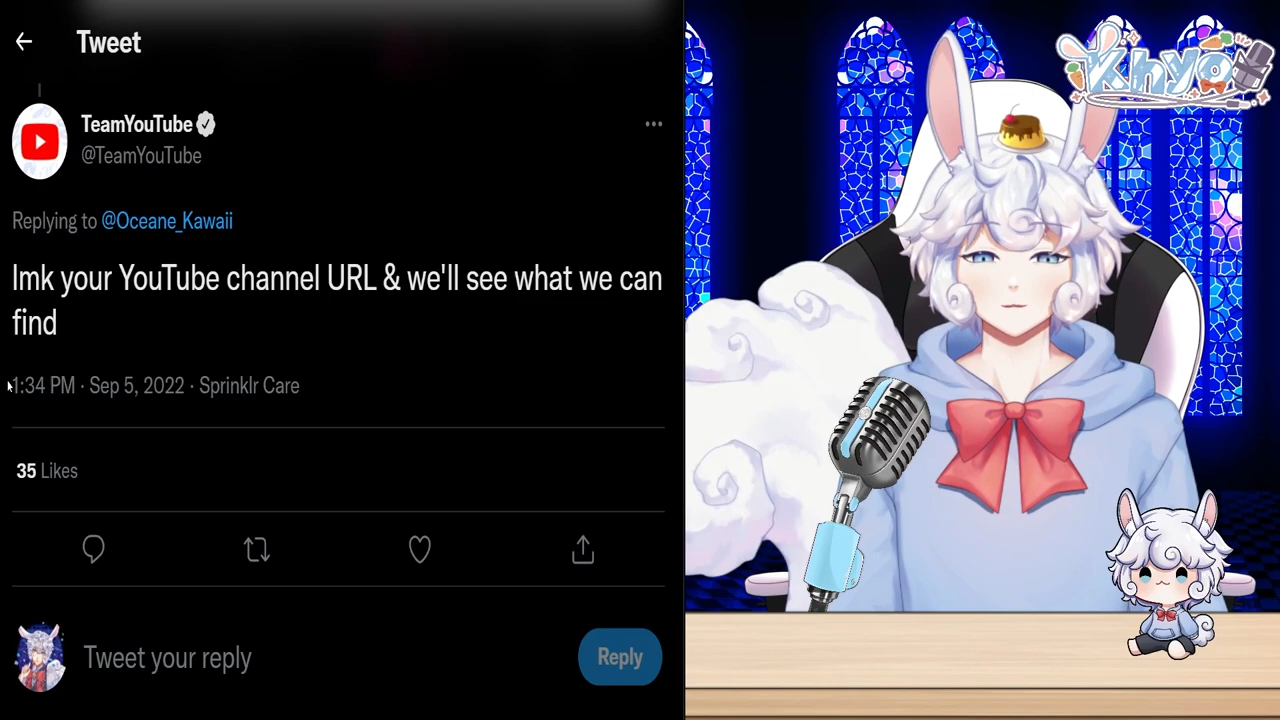 Tweet
TeamYouTube
@TeamYouTube
Replying to @Oceane_Kawaii
lmk your YouTube channel URL & we'll see what we can
find
1:34 PM · Sep 5, 2022 · Sprinklr Care
35 Likes
Tweet your reply
Reply
Khyo